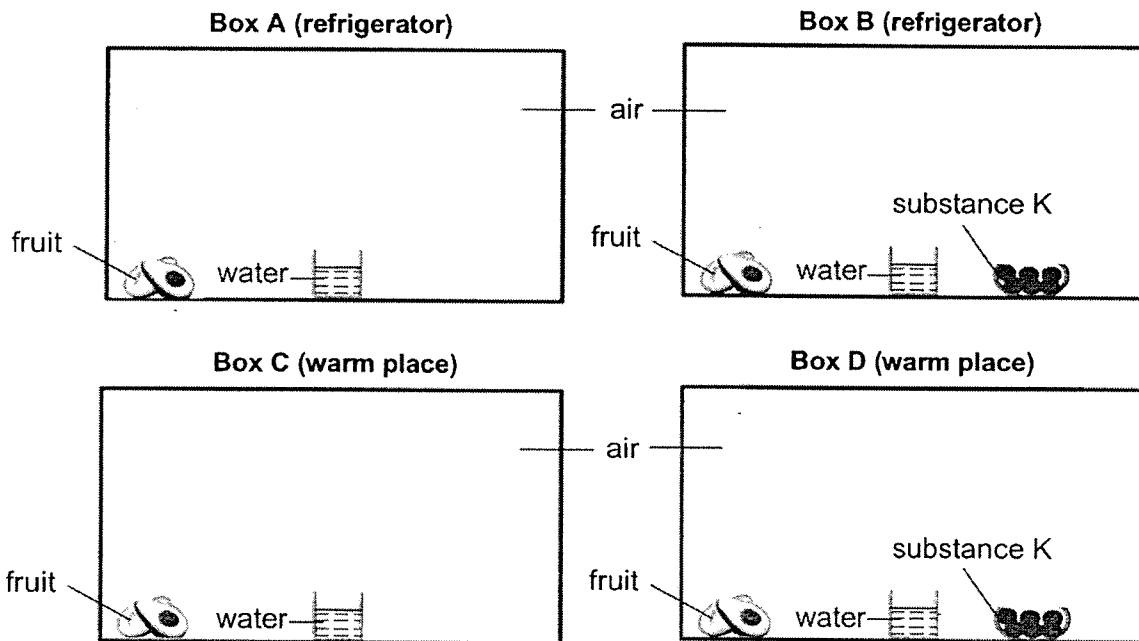 Box A (refrigerator)
Box B (refrigerator)
air
substance K
fruit
water
fruit
water
Box C (warm place)
Box D (warm place)
air
substance K
fruit
water
fruit
water